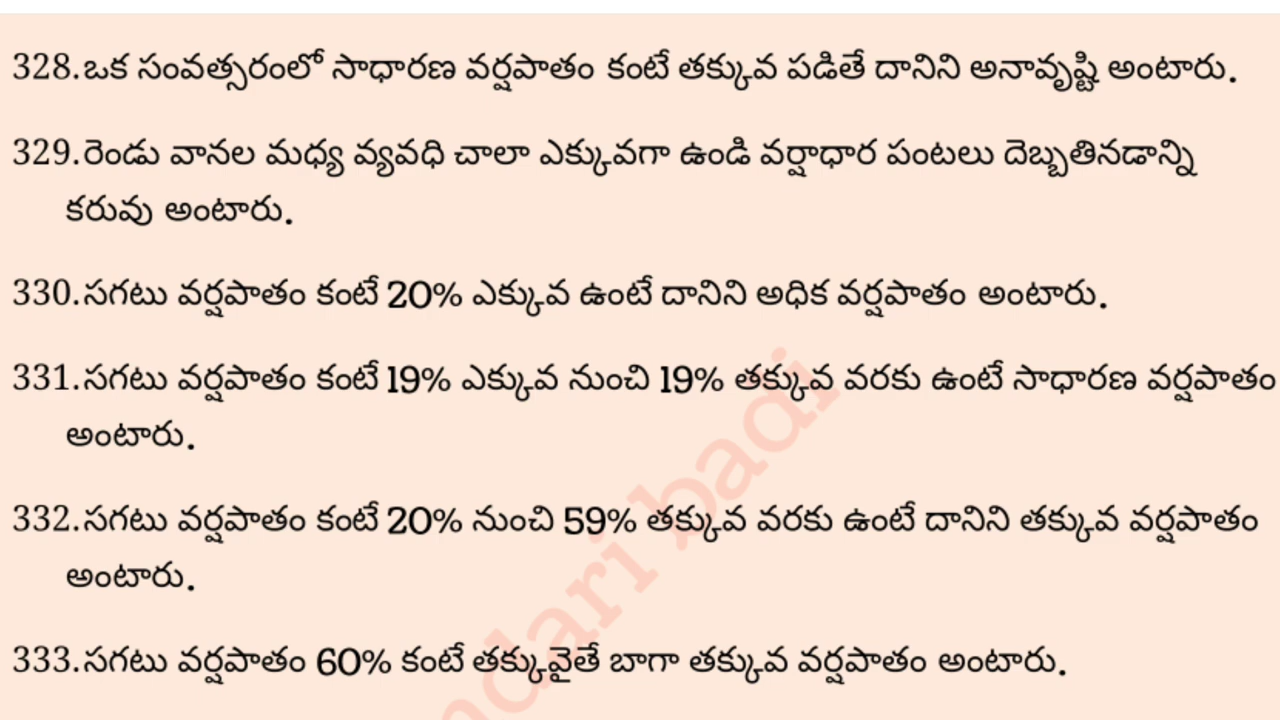 328.ఒక సంవత్సరంలో సాధారణ వర్షపాతం కంటే తక్కువ పడితే దానిని అనావృష్టి అంటారు.
329.రెండు వానల మధ్య వ్యవధి చాలా ఎక్కువగా ఉండి వర్షాధార పంటలు దెబ్బతినడాన్ని
కరువు అంటారు.
330.సగటు వర్షపాతం కంటే 20% ఎక్కువ ఉంటే దానిని అధిక వర్షపాతం అంటారు.
331.సగటు వర్షపాతం కంటే 19% ఎక్కువ నుంచి 19% తక్కువ వరకు ఉంటే సాధారణ వర్షపాతం
అంటారు.
332.సగటు వర్షపాతం కంటే 20% నుంచి 59% తక్కువ వరకు ఉంటే దానిని తక్కువ వర్షపాతం
అంటారు.
333.సగటు వర్షపాతం 60% కంటే తక్కువైతే బాగా తక్కువ వర్షపాతం అంటారు.
badi